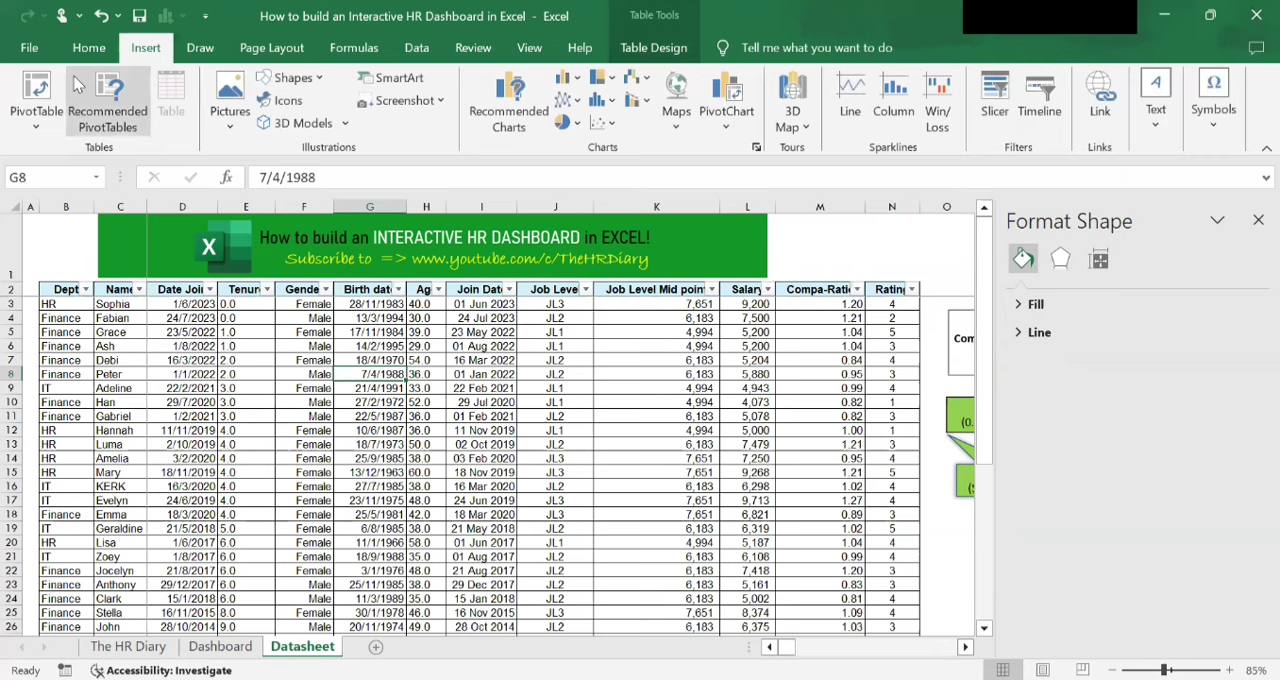 How to build an Interactive HR Dashboard in Excel - Excel
Table Tools
File Home Insert Draw Page Layout Formulas Data Review View Help Table Design Tell me what you want to do
PivotTable
Recommended
PivotTables
Table
Tables
Pictures
Shapes
Icons
3D Models
SmartArt
Screenshot
Illustrations
Recommended
Charts
Maps
PivotChart
Charts
3D
Map
Tours
Line
Column
Win/
Loss
Sparklines
Slicer
Timeline
Filters
Link
Links
Text
Symbols
G8 fx 7/4/1988
A B C D E F G H I J K L M N O
1
How to build an INTERACTIVE HR DASHBOARD in EXCEL!
Subscribe to => www.youtube.com/c/TheHRDiary
2 Dept Name Date Joi Tenur Gende Birth date Ag Join Date Job Leve Job Level Mid point Salary Compa-Ratio Rating
3 HR Sophia 1/6/2023 0.0 Female 28/11/1983 40.0 01 Jun 2023 JL3 7,651 9,200 1.20 4
4 Finance Fabian 24/7/2023 0.0 Male 13/3/1994 30.0 24 Jul 2023 JL2 6,183 7,500 1.21 2
5 Finance Grace 23/5/2022 1.0 Female 17/11/1984 39.0 23 May 2022 JL1 4,994 5,200 1.04 5
6 Finance Ash 1/8/2022 1.0 Male 14/2/1995 29.0 01 Aug 2022 JL1 4,994 5,200 1.04 3
7 Finance Debi 16/3/2022 2.0 Female 18/4/1970 54.0 16 Mar 2022 JL2 6,183 5,204 0.84 4
8 Finance Peter 1/1/2022 2.0 Male 7/4/1988 36.0 01 Jan 2022 JL2 6,183 5,880 0.95 3
9 IT Adeline 22/2/2021 3.0 Female 21/4/1991 33.0 22 Feb 2021 JL1 4,994 4,943 0.99 4
10 Finance Han 29/7/2020 3.0 Male 27/2/1972 52.0 29 Jul 2020 JL1 4,994 4,073 0.82 1
11 Finance Gabriel 1/2/2021 3.0 Male 22/5/1987 36.0 01 Feb 2021 JL2 6,183 5,078 0.82 3
12 HR Hannah 11/11/2019 4.0 Female 10/6/1987 36.0 11 Nov 2019 JL1 4,994 5,000 1.00 1
13 HR Luma 2/10/2019 4.0 Female 18/7/1973 50.0 02 Oct 2019 JL2 6,183 7,479 1.21 3
14 HR Amelia 3/2/2020 4.0 Female 25/9/1985 38.0 03 Feb 2020 JL3 7,651 7,250 0.95 4
15 HR Mary 18/11/2019 4.0 Female 13/12/1963 60.0 18 Nov 2019 JL3 7,651 9,268 1.21 5
16 IT KERK 16/3/2020 4.0 Male 27/7/1985 38.0 16 Mar 2020 JL2 6,183 6,298 1.02 4
17 IT Evelyn 24/6/2019 4.0 Female 23/11/1975 48.0 24 Jun 2019 JL3 7,651 9,713 1.27 4
18 Finance Emma 18/3/2020 4.0 Female 25/5/1981 42.0 18 Mar 2020 JL3 7,651 6,821 0.89 3
19 IT Geraldine 21/5/2018 5.0 Female 6/8/1985 38.0 21 May 2018 JL2 6,183 6,319 1.02 5
20 HR Lisa 1/6/2017 6.0 Female 11/1/1966 58.0 01 Jun 2017 JL1 4,994 5,187 1.04 3
21 IT Zoey 1/8/2017 6.0 Female 18/9/1988 35.0 01 Aug 2017 JL2 6,183 6,108 0.99 4
22 Finance Jocelyn 21/8/2017 6.0 Female 3/1/1976 48.0 21 Aug 2017 JL2 6,183 7,418 1.20 3
23 Finance Anthony 29/12/2017 6.0 Male 25/11/1985 38.0 29 Dec 2017 JL2 6,183 5,161 0.83 3
24 Finance Clark 15/1/2018 6.0 Male 11/3/1989 35.0 15 Jan 2018 JL2 6,183 5,002 0.81 4
25 Finance Stella 16/11/2015 8.0 Female 30/1/1978 46.0 16 Nov 2015 JL3 7,651 8,374 1.09 4
26 Finance John 28/10/2014 9.0 Male 20/11/1974 49.0 28 Oct 2014 JL2 6,183 6,375 1.03 3
Com
(0.
(S
Format Shape
Fill
Line
The HR Diary Dashboard Datasheet
Ready Accessibility: Investigate 85%